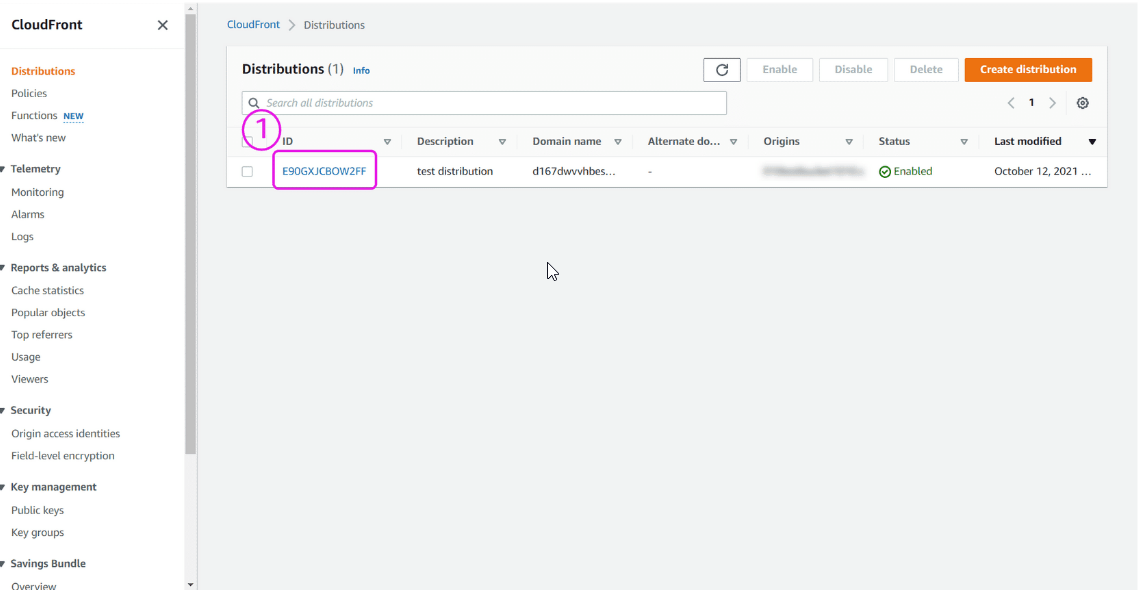 CloudFront
Distributions
Policies
Functions NEW
What's new
Telemetry
Monitoring
Alarms
Logs
Reports & analytics
Cache statistics
Popular objects
Top referrers
Usage
Viewers
Security
Origin access identities
Field-level encryption
Key management
Public keys
Key groups
Savings Bundle
Overview
CloudFront Distributions
Distributions (1) Info
Enable Disable Delete Create distribution
Search all distributions
1
1
ID Description Domain name Alternate do... Origins Status Last modified
E90GXJCBOW2FF test distribution d167dwvvhbes... - Enabled October 12, 2021 ...